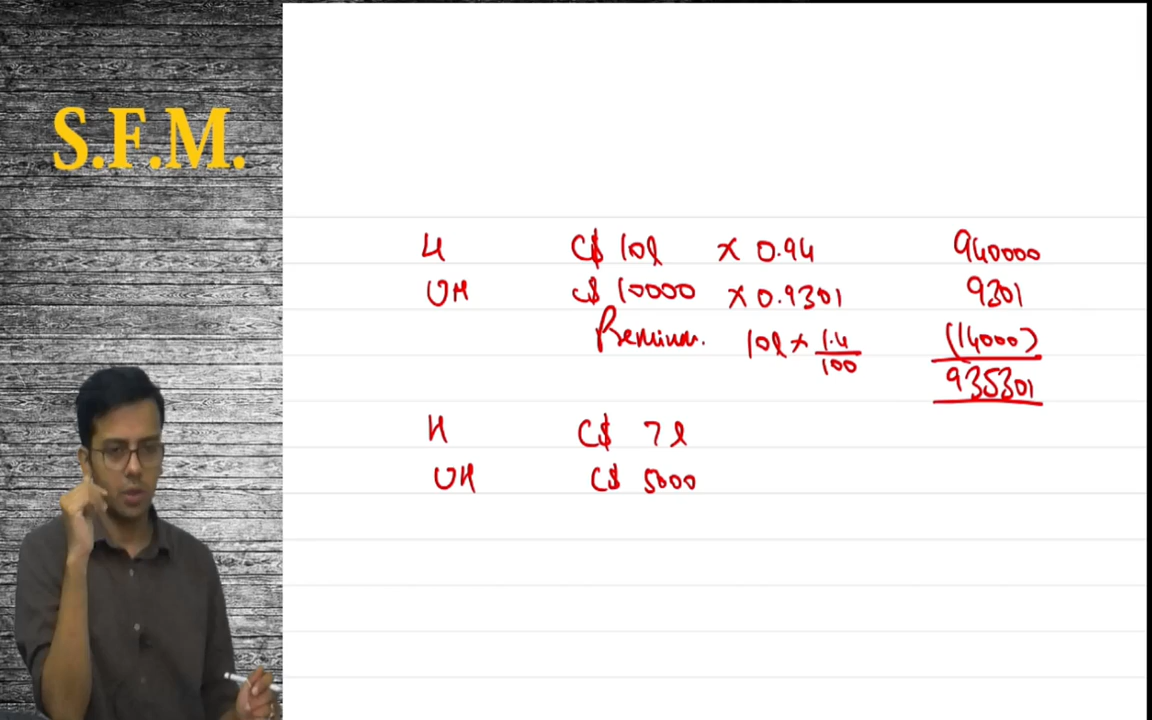 S.F.M.
H C$ 10l × 0.94 940000
UH C$ 10000 × 0.9301 9301
Premium. 10l × 1.4/100 (14000)
935301
H C$ 7l
UH C$ 5000